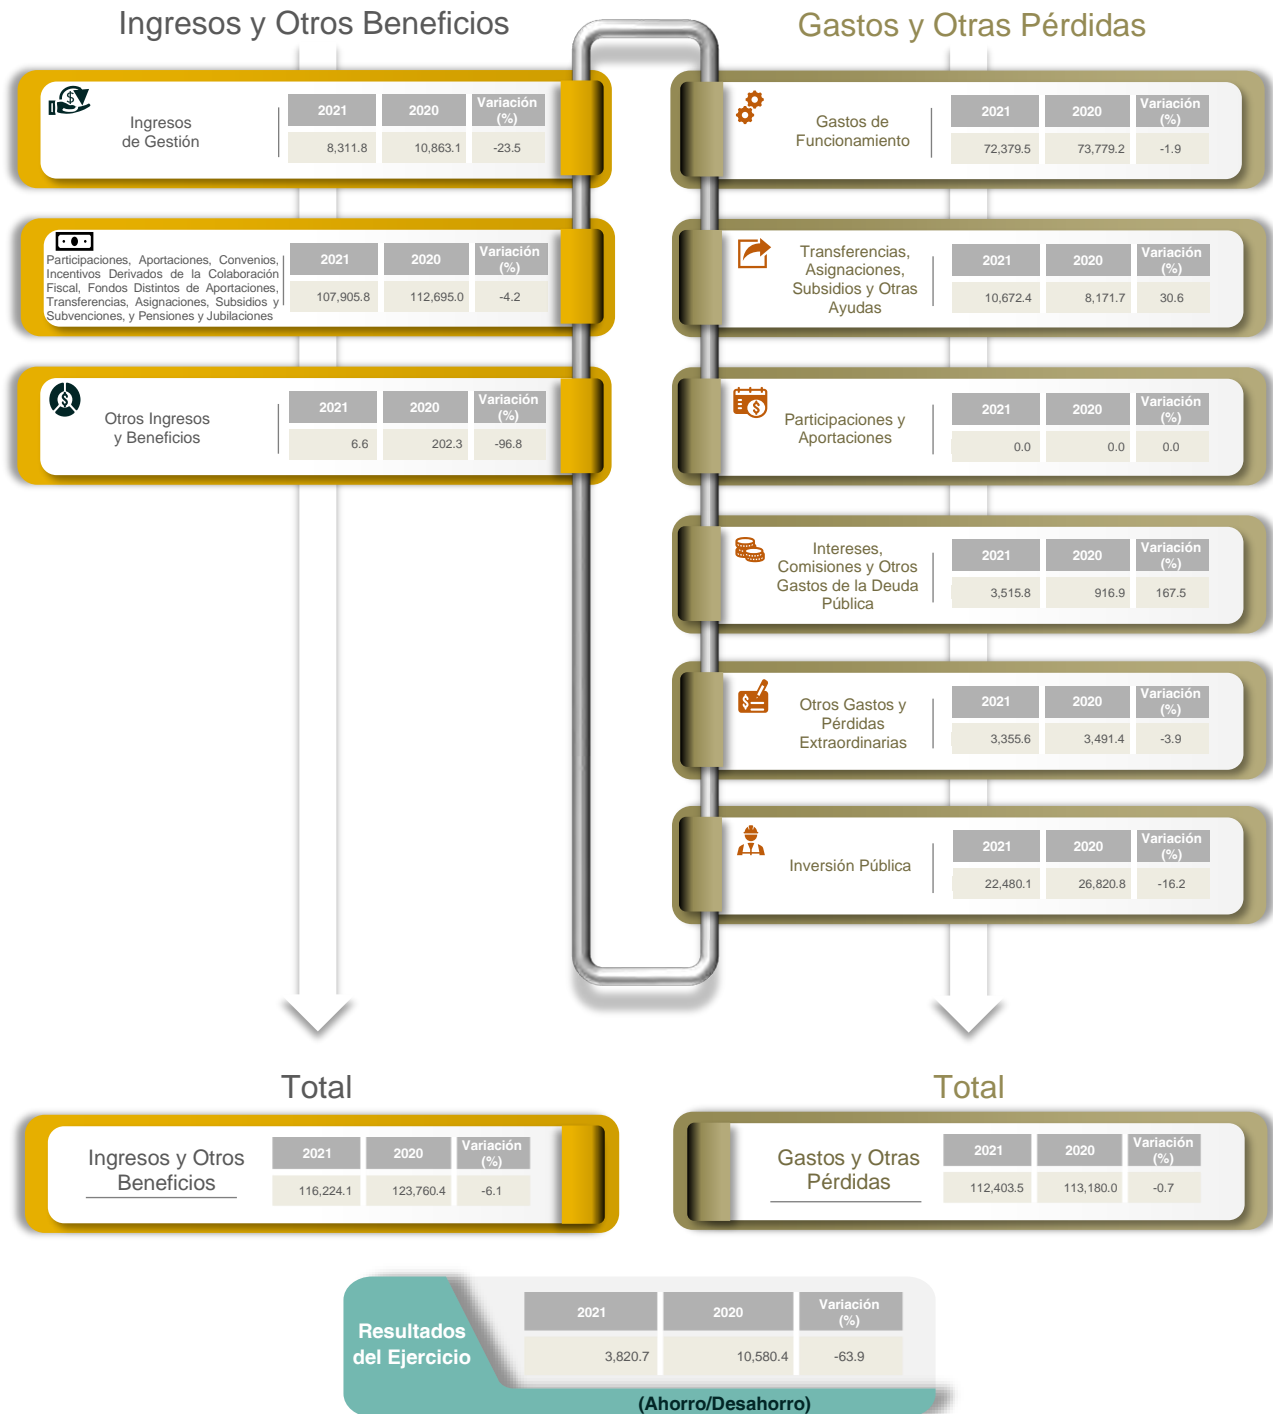 Ingresos y Otros Beneficios
Ingresos
de Gestión
2021 2020 Variación (%)
8,311.8 10,863.1 -23.5
Participaciones, Aportaciones, Convenios,
Incentivos Derivados de la Colaboración
Fiscal, Fondos Distintos de Aportaciones,
Transferencias, Asignaciones, Subsidios y
Subvenciones, y Pensiones y Jubilaciones
2021 2020 Variación (%)
107,905.8 112,695.0 -4.2
Otros Ingresos
y Beneficios
2021 2020 Variación (%)
6.6 202.3 -96.8
Gastos y Otras Pérdidas
Gastos de
Funcionamiento
2021 2020 Variación (%)
72,379.5 73,779.2 -1.9
Transferencias,
Asignaciones,
Subsidios y Otras
Ayudas
2021 2020 Variación (%)
10,672.4 8,171.7 30.6
Participaciones y
Aportaciones
2021 2020 Variación (%)
0.0 0.0 0.0
Intereses,
Comisiones y Otros
Gastos de la Deuda
Pública
2021 2020 Variación (%)
3,515.8 916.9 167.5
Otros Gastos y
Pérdidas
Extraordinarias
2021 2020 Variación (%)
3,355.6 3,491.4 -3.9
Inversión Pública
2021 2020 Variación (%)
22,480.1 26,820.8 -16.2
Total
Ingresos y Otros
Beneficios
2021 2020 Variación (%)
116,224.1 123,760.4 -6.1
Total
Gastos y Otras
Pérdidas
2021 2020 Variación (%)
112,403.5 113,180.0 -0.7
Resultados
del Ejercicio
2021 2020 Variación (%)
3,820.7 10,580.4 -63.9
(Ahorro/Desahorro)